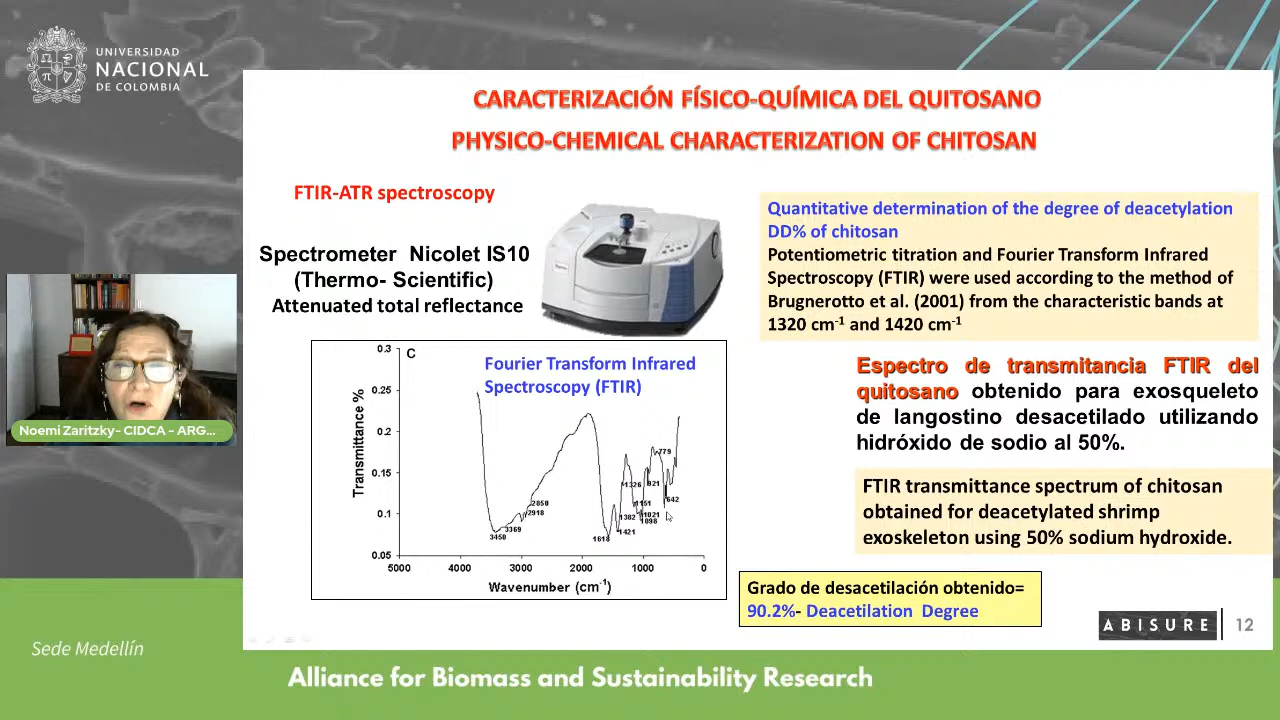 UNIVERSIDAD
NACIONAL
DE COLOMBIA
CARACTERIZACIÓN FÍSICO-QUÍMICA DEL QUITOSANO
PHYSICO-CHEMICAL CHARACTERIZATION OF CHITOSAN
FTIR-ATR spectroscopy
Spectrometer Nicolet IS10
(Thermo- Scientific)
Attenuated total reflectance
Quantitative determination of the degree of deacetylation
DD% of chitosan
Potentiometric titration and Fourier Transform Infrared
Spectroscopy (FTIR) were used according to the method of
Brugnerotto et al. (2001) from the characteristic bands at
1320 cm-1 and 1420 cm-1
Noemi Zaritzky- CIDCA - ARG...
C
Fourier Transform Infrared
Spectroscopy (FTIR)
Transmittance %
0.3
0.25
0.2
0.15
0.1
0.05
5000
4000
3000
2000
1000
0
Wavenumber (cm-1)
3450
3369
2918
2850
1618
1421
1382
1326
1151
1098
1021
921
779
642
Espectro de transmitancia FTIR del
quitosano obtenido para exosqueleto
de langostino desacetilado utilizando
hidróxido de sodio al 50%.
FTIR transmittance spectrum of chitosan
obtained for deacetylated shrimp
exoskeleton using 50% sodium hydroxide.
Grado de desacetilación obtenido=
90.2%- Deacetilation Degree
ABISURE
12
Sede Medellín
Alliance for Biomass and Sustainability Research